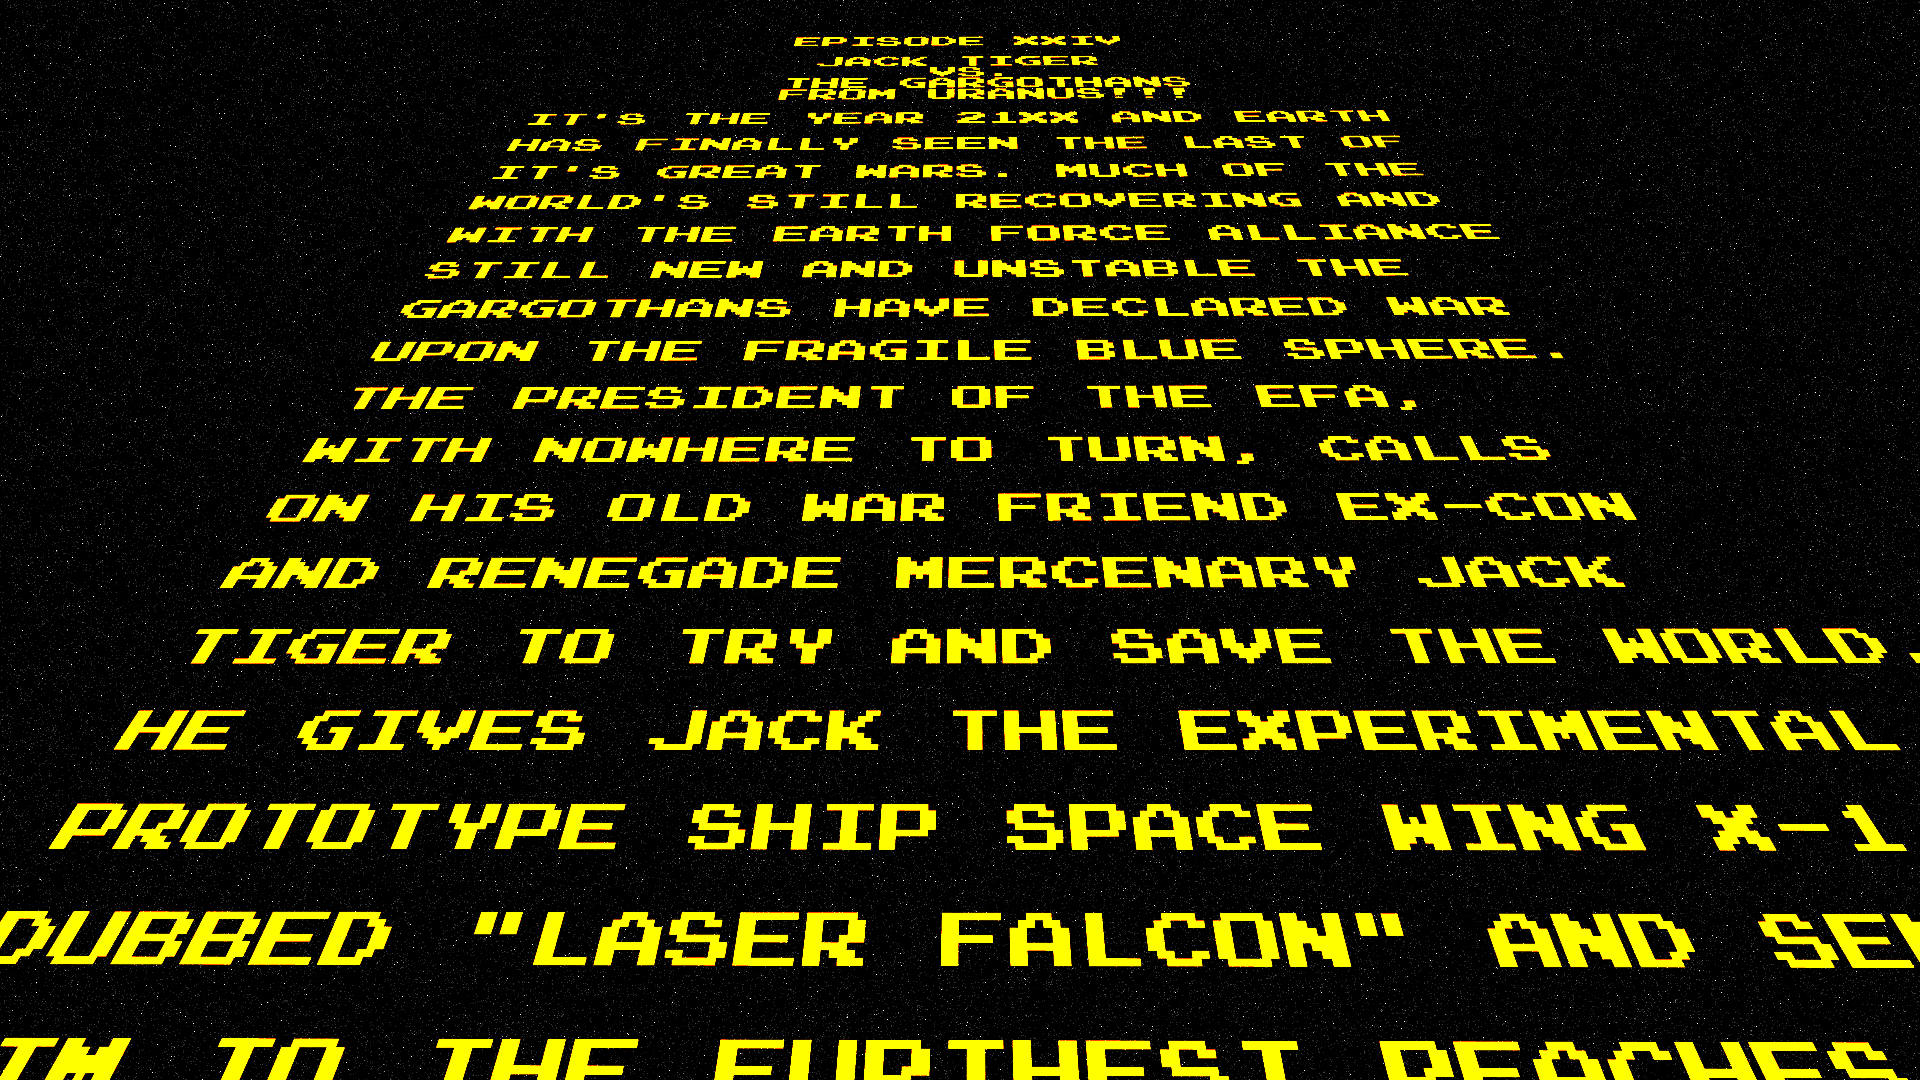 EPISODE XXIV
JACK TIGER
VS.
THE GARGOTHANS
FROM URANUS!!!
IT'S THE YEAR 21XX AND EARTH
HAS FINALLY SEEN THE LAST OF
IT'S GREAT WARS. MUCH OF THE
WORLD'S STILL RECOVERING AND
WITH THE EARTH FORCE ALLIANCE
STILL NEW AND UNSTABLE THE
GARGOTHANS HAVE DECLARED WAR
UPON THE FRAGILE BLUE SPHERE.
THE PRESIDENT OF THE EFA,
WITH NOWHERE TO TURN, CALLS
ON HIS OLD WAR FRIEND EX-CON
AND RENEGADE MERCENARY JACK
TIGER TO TRY AND SAVE THE WORLD.
HE GIVES JACK THE EXPERIMENTAL
PROTOTYPE SHIP SPACE WING X-1
DUBBED "LASER FALCON" AND
TO THE FURTHEST REACHES